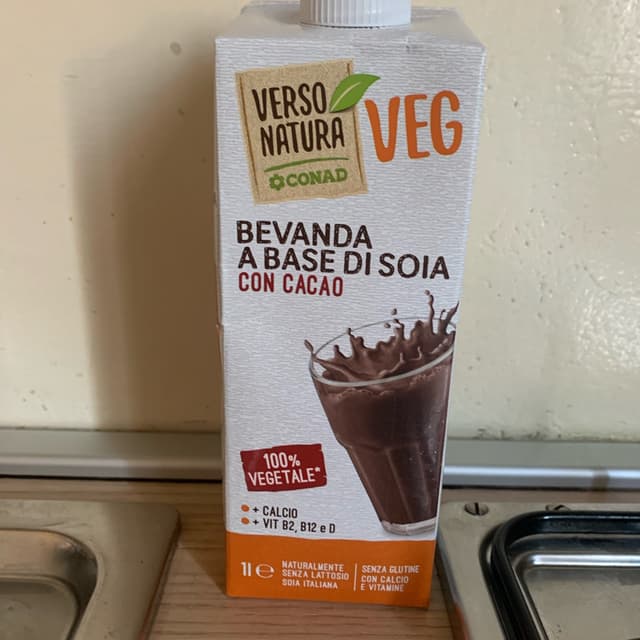 VERSO
NATURA
CONAD
VEG
BEVANDA
A BASE DI SOIA
CON CACAO
100%
VEGETALE*
+ CALCIO
+ VIT B2, B12 e D
1l e
NATURALMENTE
SENZA LATTOSIO
SOIA ITALIANA
SENZA GLUTINE
CON CALCIO
E VITAMINE